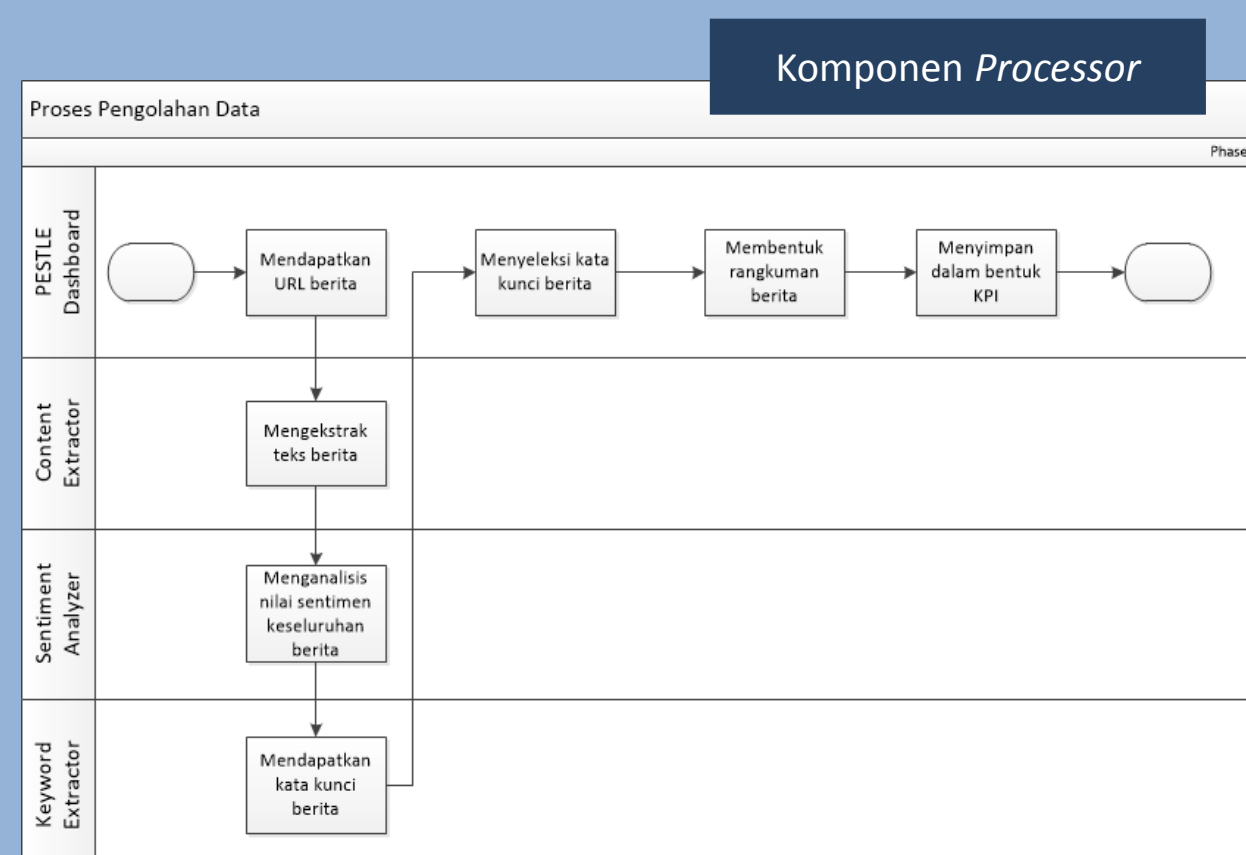 Komponen Processor
Proses Pengolahan Data
Phase
PESTLE
Dashboard
Mendapatkan
URL berita
Menyeleksi kata
kunci berita
Membentuk
rangkuman
berita
Menyimpan
dalam bentuk
KPI
Content
Extractor
Mengekstrak
teks berita
Sentiment
Analyzer
Menganalisis
nilai sentimen
keseluruhan
berita
Keyword
Extractor
Mendapatkan
kata kunci
berita